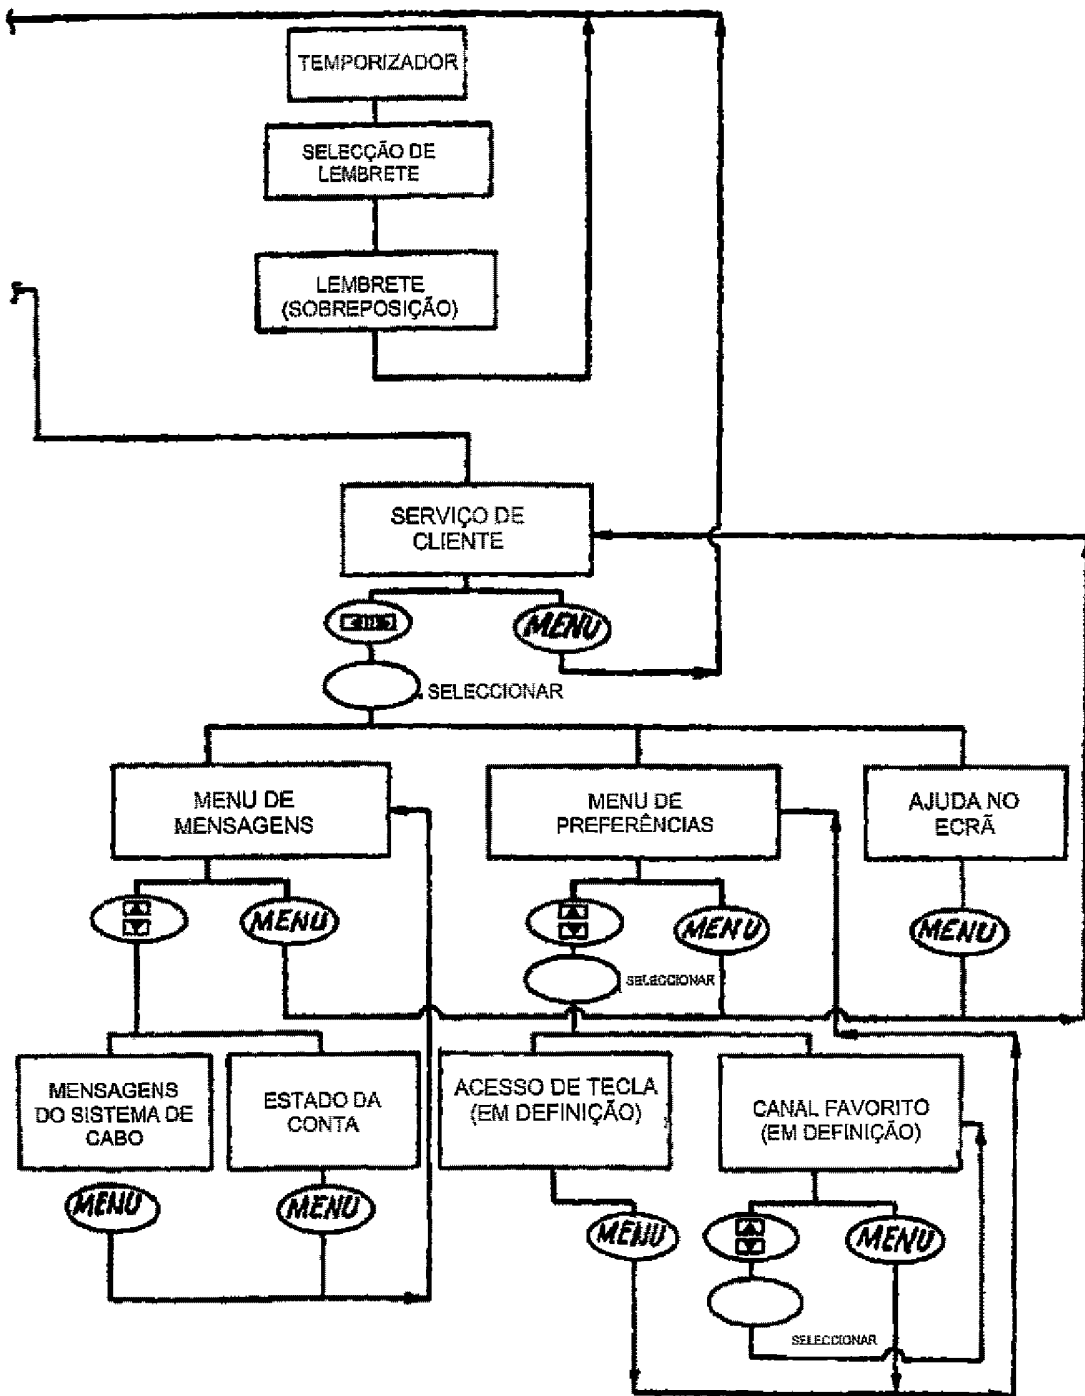 TEMPORIZADOR
SELECÇÃO DE
LEMBRETE
LEMBRETE
(SOBREPOSIÇÃO)
SERVIÇO DE
CLIENTE
MENU
SELECCIONAR
MENU DE
MENSAGENS
MENU DE
PREFERÊNCIAS
AJUDA NO
ECRÃ
MENU
MENU
MENU
SELECCIONAR
MENSAGENS
DO SISTEMA DE
CABO
ESTADO DA
CONTA
ACESSO DE TECLA
(EM DEFINIÇÃO)
CANAL FAVORITO
(EM DEFINIÇÃO)
MENU
MENU
MENU
MENU
SELECCIONAR